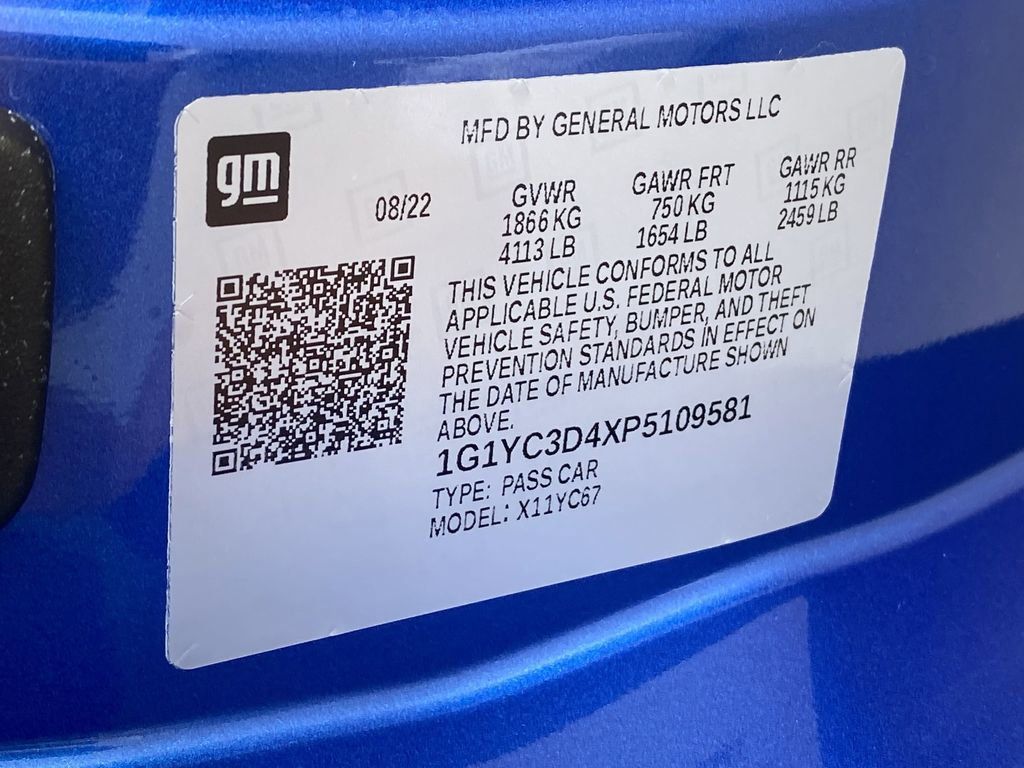 MFD BY GENERAL MOTORS LLC
gm
08/22
GVWR
1866 KG
4113 LB
GAWR FRT
750 KG
1654 LB
GAWR RR
1115 KG
2459 LB
THIS VEHICLE CONFORMS TO ALL
APPLICABLE U.S. FEDERAL MOTOR
VEHICLE SAFETY, BUMPER, AND THEFT
PREVENTION STANDARDS IN EFFECT ON
THE DATE OF MANUFACTURE SHOWN
ABOVE.
1G1YC3D4XP5109581
TYPE: PASS CAR
MODEL: X11YC67